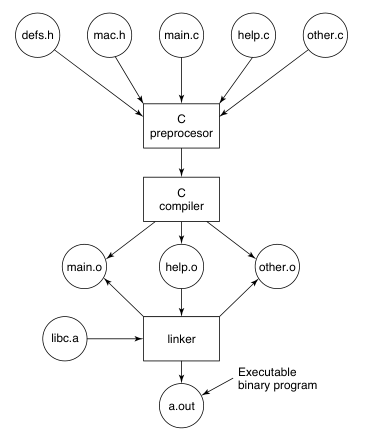 defs.h
mac.h
main.c
help.c
other.c
C
preprocesor
C
compiler
main.o
help.o
other.o
libc.a
linker
Executable
binary program
a.out